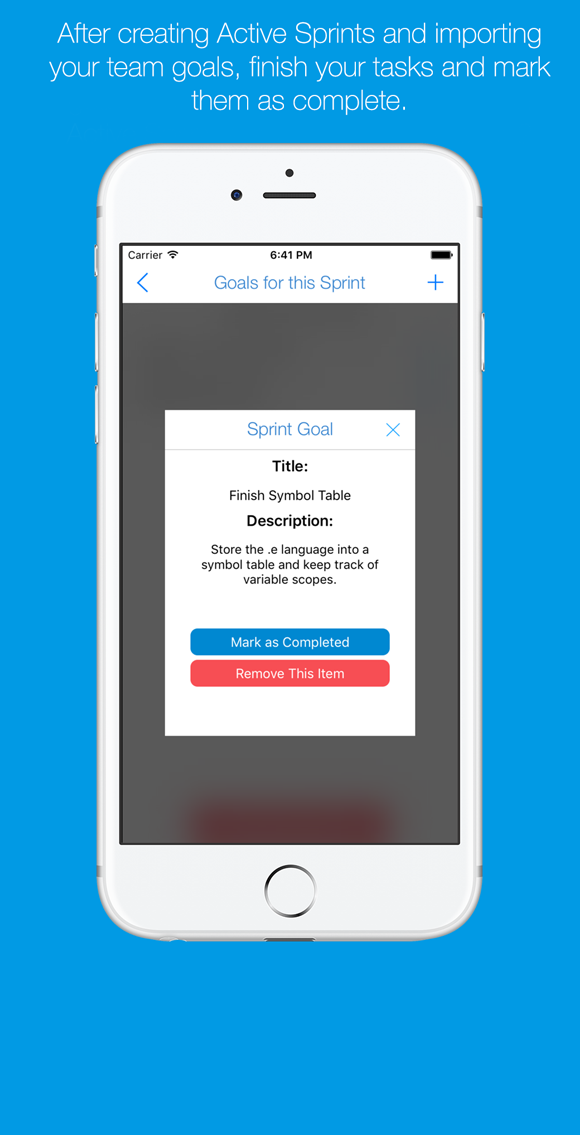 After creating Active Sprints and importing
your team goals, finish your tasks and mark
them as complete.
Carrier 6:41 PM
Goals for this Sprint
Sprint Goal
Title:
Finish Symbol Table
Description:
Store the .e language into a
symbol table and keep track of
variable scopes.
Mark as Completed
Remove This Item